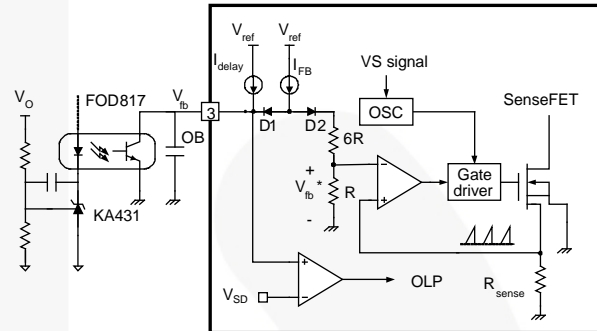 Vref
Vref
Idelay
IFB
VS signal
VO
FOD817
Vfb
3
D1
D2
OSC
SenseFET
OB
6R
+
Vfb *
R
-
−
+
Gate
driver
KA431
+
−
VSD
OLP
Rsense